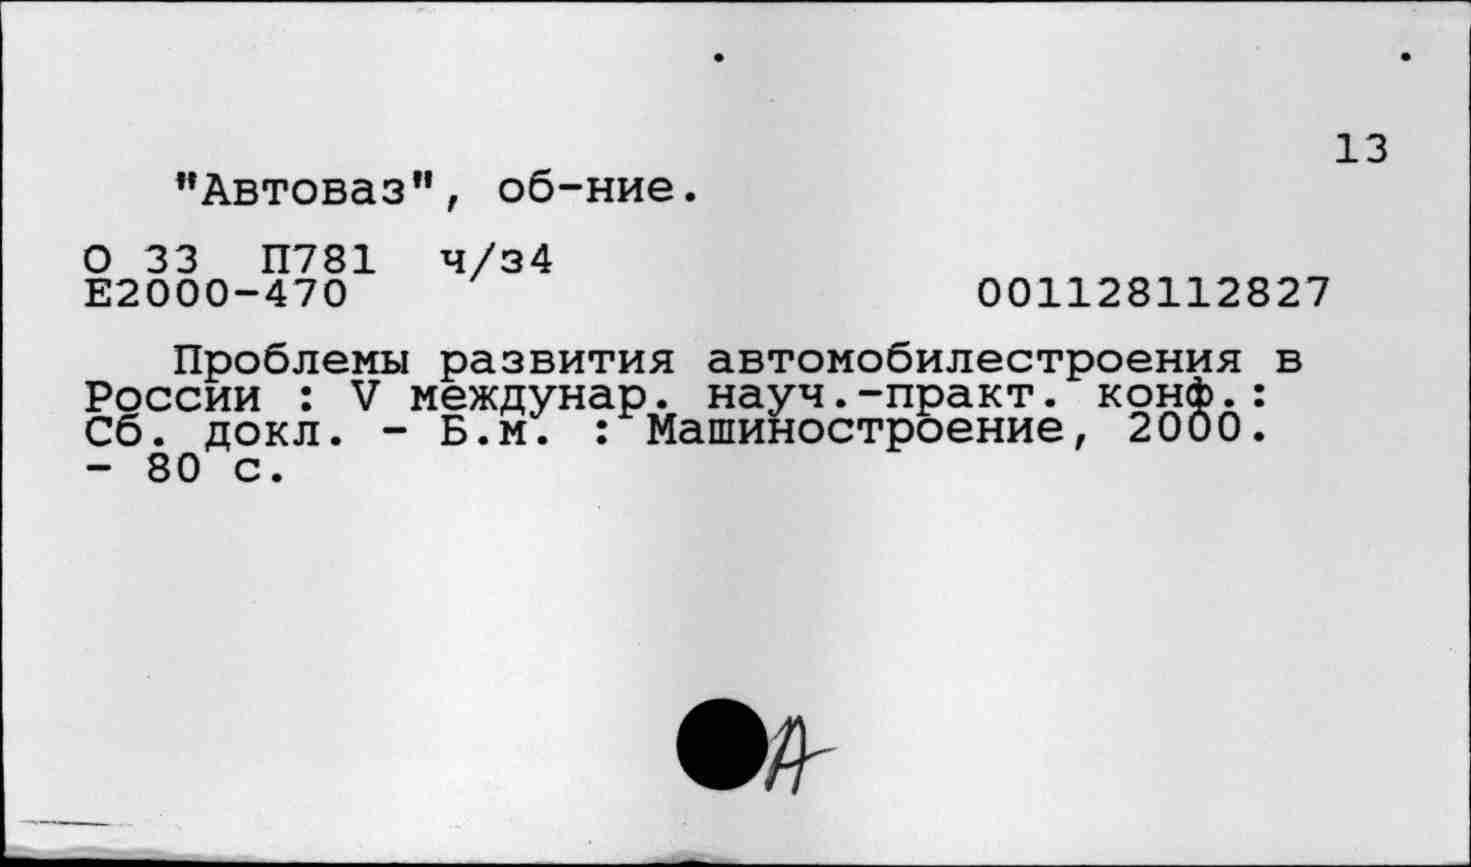 13
"Автоваз", об-ние.
О 33 П781 ч/з4
Е2000-470 001128112827
Проблемы развития автомобилестроения в
России : V междунар. науч.-практ. конф.:
Сб. докл. - Б.м. : Машиностроение, 2000.
- 80 с.
А